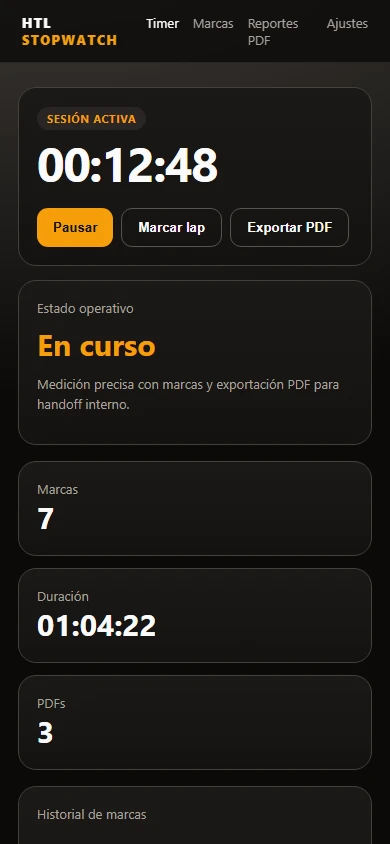 HTL
STOPWATCH
Timer
Marcas
Reportes
PDF
Ajustes
SESIÓN ACTIVA
00:12:48
Pausar
Marcar lap
Exportar PDF
Estado operativo
En curso
Medición precisa con marcas y exportación PDF para
handoff interno.
Marcas
7
Duración
01:04:22
PDFs
3
Historial de marcas